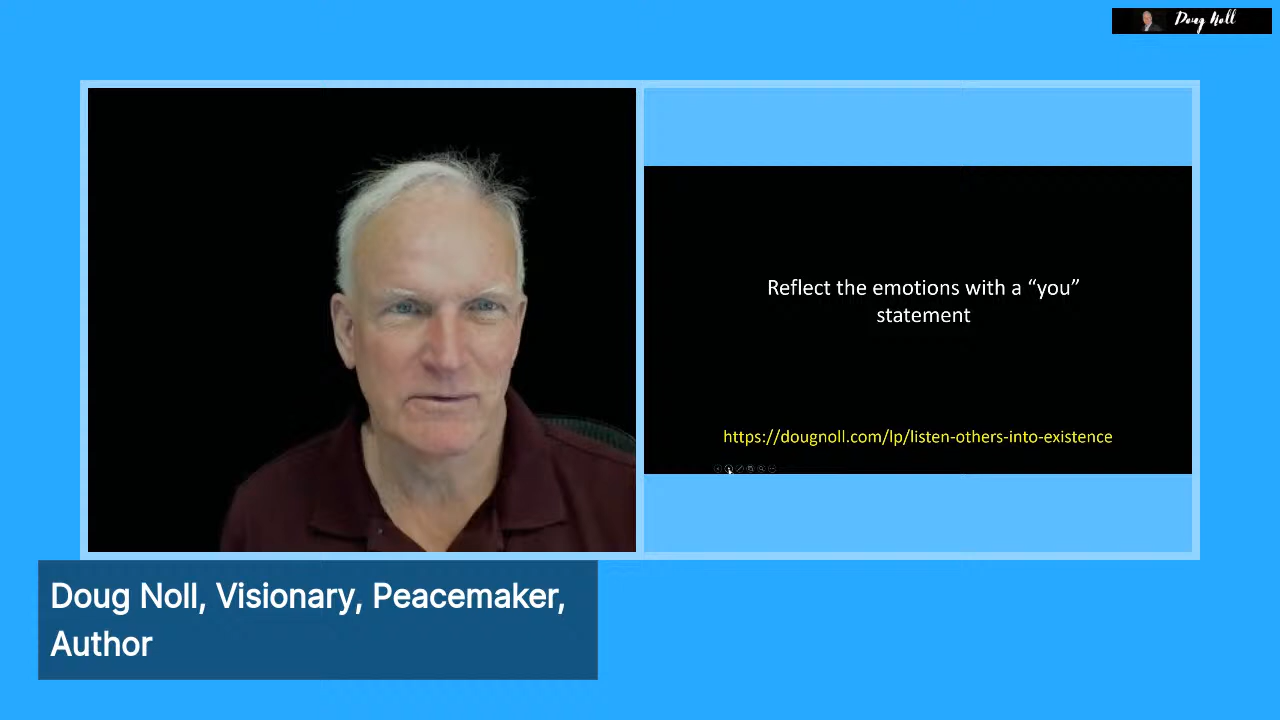 Doug Noll
Reflect the emotions with a “you”
statement
https://dougnoll.com/lp/listen-others-into-existence
Doug Noll, Visionary, Peacemaker,
Author